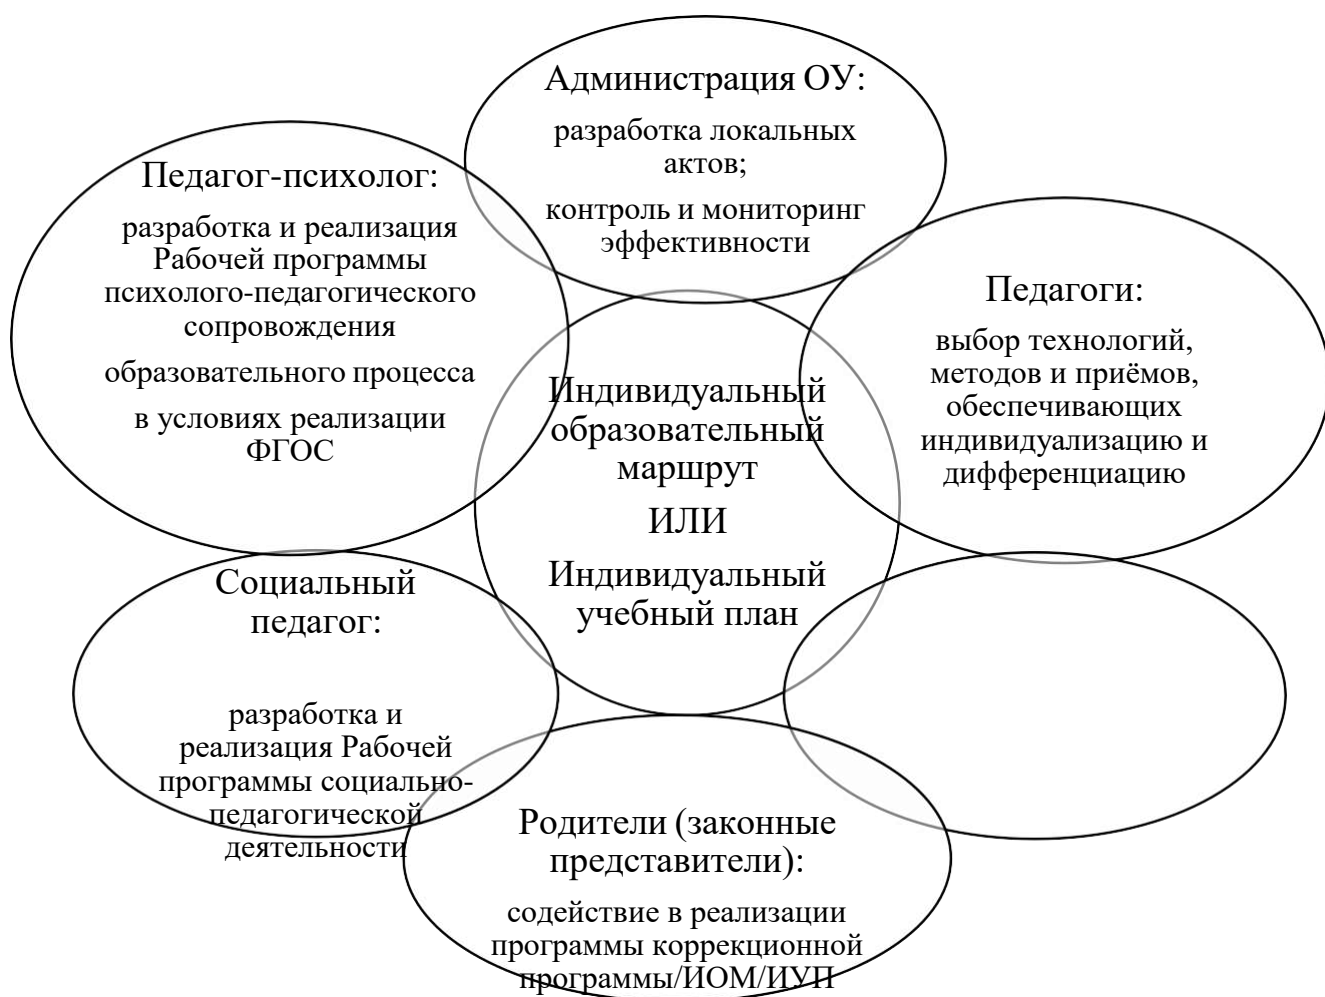 Администрация ОУ:
разработка локальных
актов;
контроль и мониторинг
эффективности
Педагог-психолог:
разработка и реализация
Рабочей программы
психолого-педагогического
сопровождения
образовательного процесса
в условиях реализации
ФГОС
Педагоги:
выбор технологий,
методов и приёмов,
обеспечивающих
индивидуализацию и
дифференциацию
Индивидуальный
образовательный
маршрут
ИЛИ
Индивидуальный
учебный план
Социальный
педагог:
разработка и
реализация Рабочей
программы социально-
педагогической
деятельности
Родители (законные
представители):
содействие в реализации
программы коррекционной
программы/ИОМ/ИУП